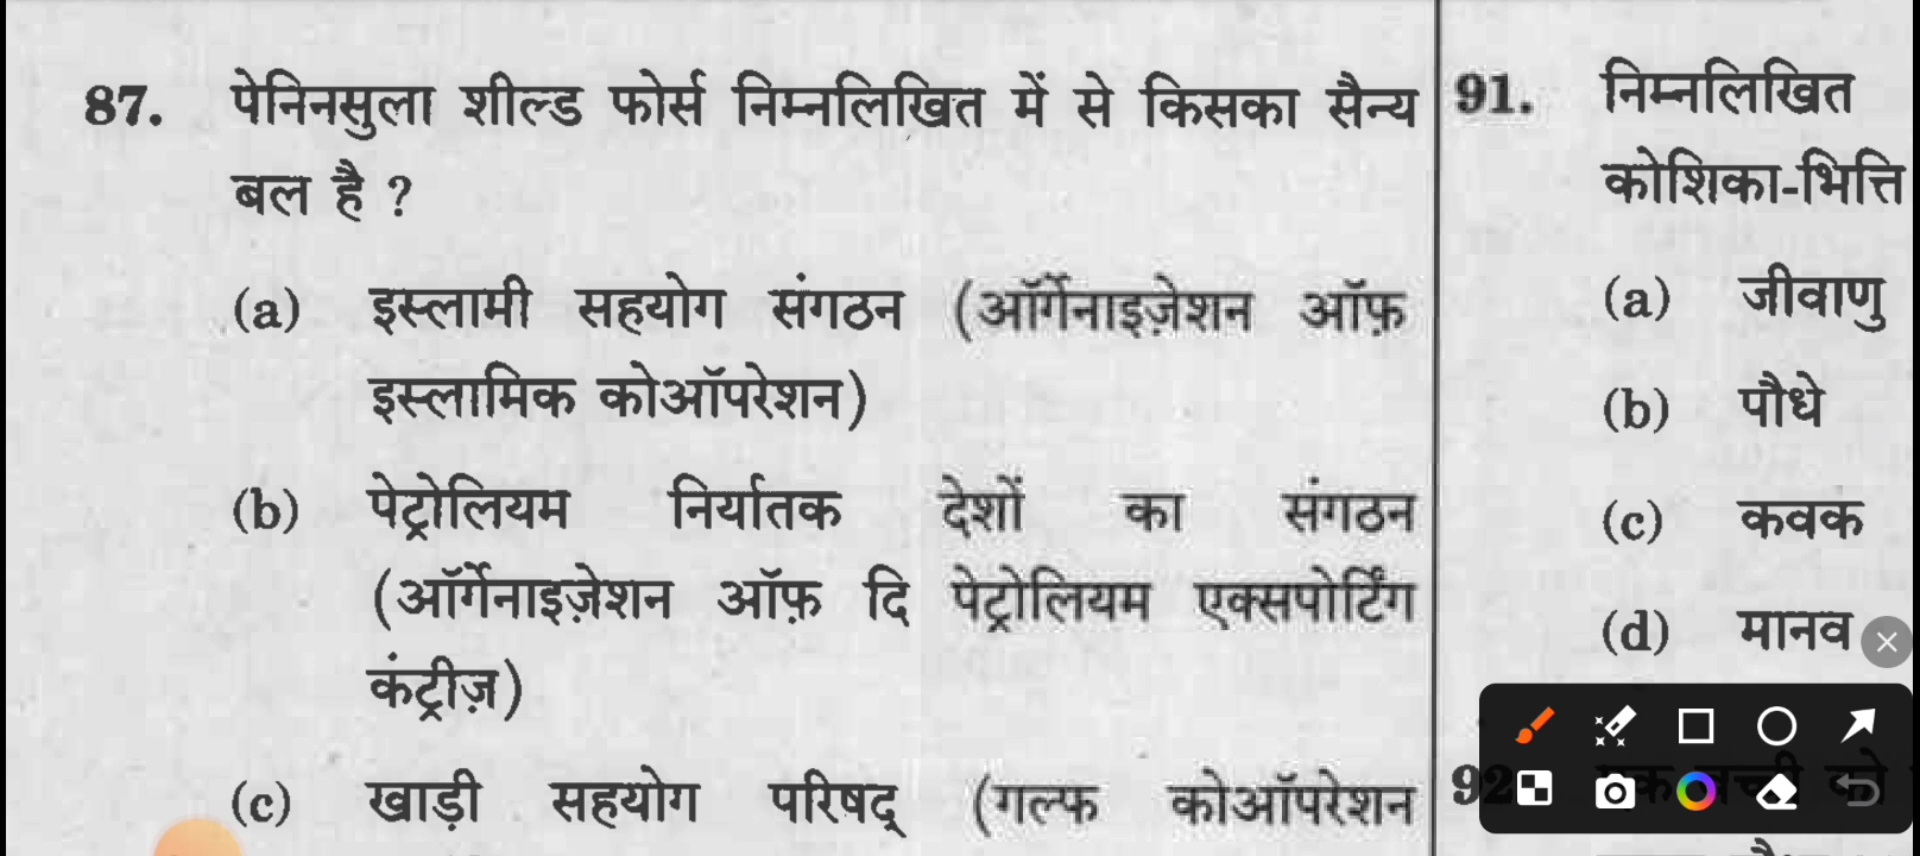 87. पेनिनसुला शील्ड फोर्स निम्नलिखित में से किसका सैन्य
बल है ?
(a) इस्लामी सहयोग संगठन (ऑर्गेनाइज़ेशन ऑफ़
इस्लामिक कोऑपरेशन)
(b) पेट्रोलियम निर्यातक देशों का संगठन
(ऑर्गेनाइज़ेशन ऑफ़ दि पेट्रोलियम एक्सपोर्टिंग
कंट्रीज़)
(c) खाड़ी सहयोग परिषद् (गल्फ कोऑपरेशन
91. निम्नलिखित
कोशिका-भित्ति
(a) जीवाणु
(b) पौधे
(c) कवक
(d) मानव
92